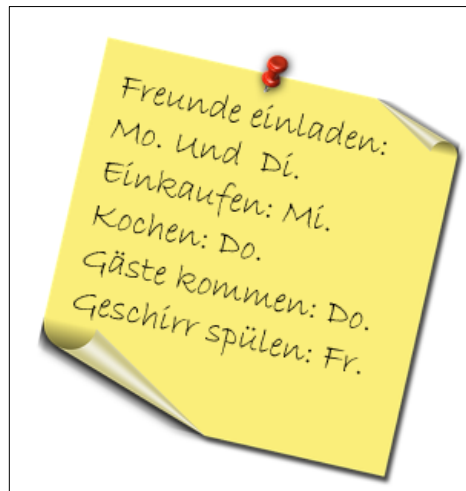 Freunde einladen:
Mo. Und Di.
Einkaufen: Mi.
Kochen: Do.
Gäste kommen: Do.
Geschirr spülen: Fr.